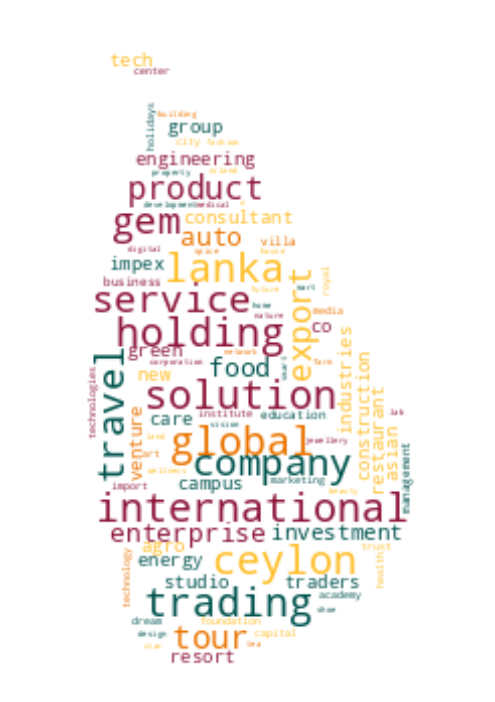 tech
center
holidays
building
group
city fashion
engineering
property island
product
development medical
gem
consultant
auto
villa
digital
spice house
impex
lanka
royal
business
future
mart
service
export
home
media
nature
holding
co
green
network
corporation
farm
travel
food
smart
new
industries
construction
technologies
solution
restaurant
venture
care
institute
education
lab
vision
land
global
jewellery
asian
art
company
management
wellness
campus
marketing
import
beauty
international
enterprise
investment
agro
ceylon
trust
energy
health
technology
studio
traders
trading
academy
shoe
dream
foundation
design
tour
capital
star
tea
resort